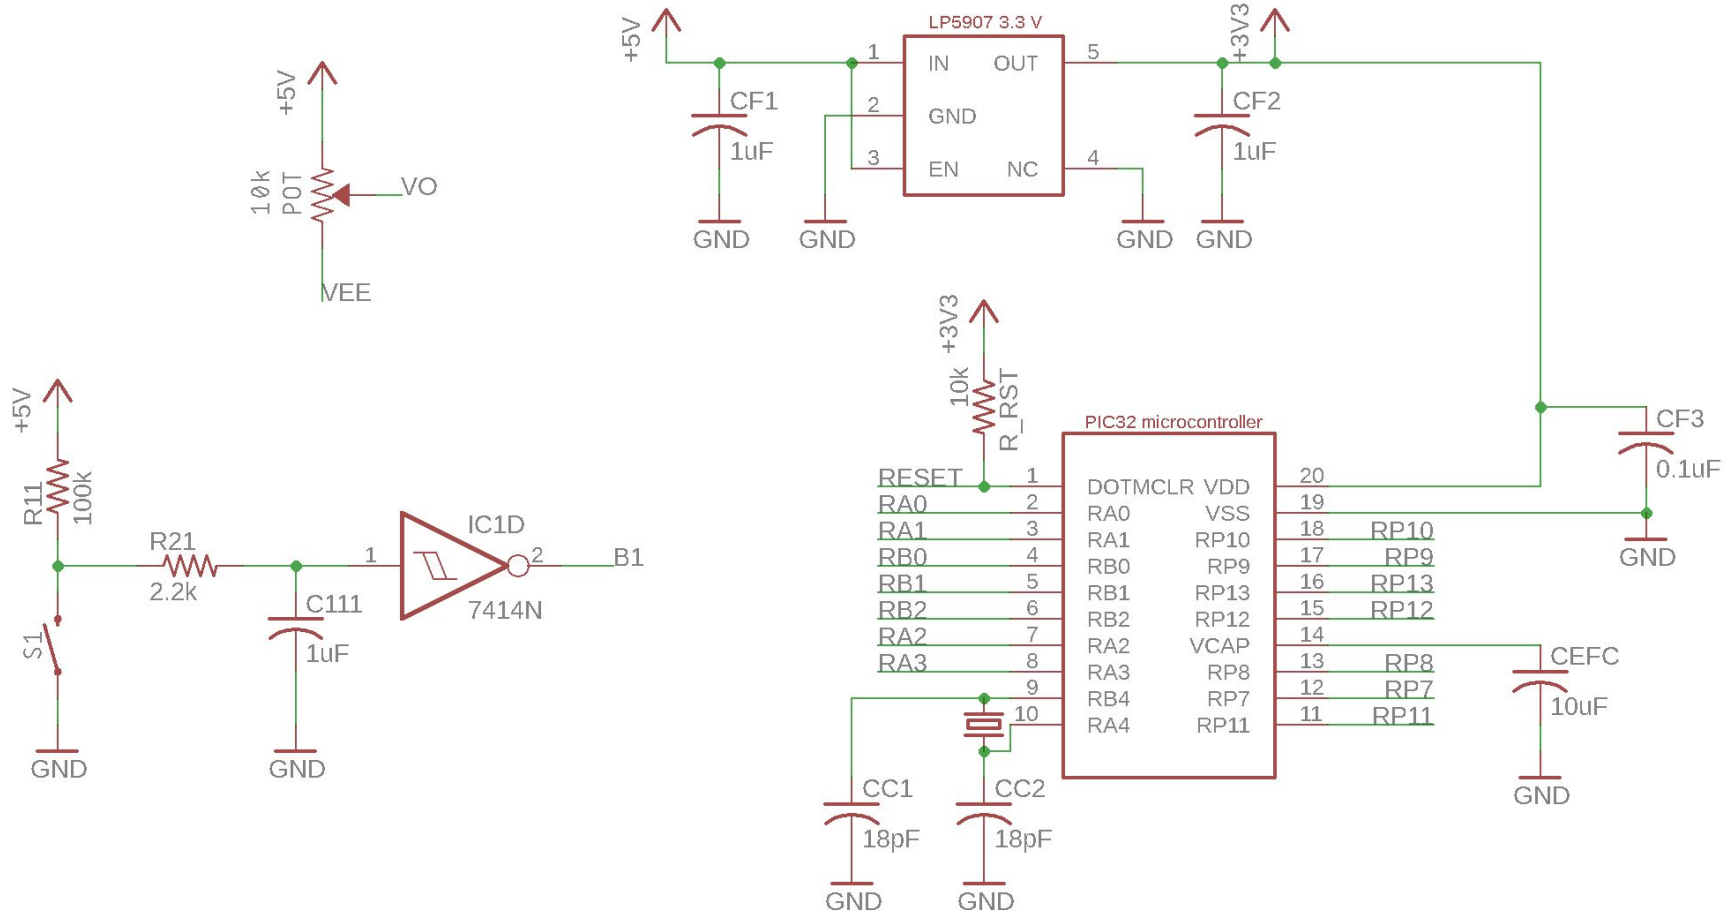 +5V
10k
POT
VO
VEE
+5V
LP5907 3.3 V
+3V3
1
IN
OUT
5
CF1
1uF
2
GND
3
EN
NC
4
CF2
1uF
GND
GND
GND
GND
+5V
R11
100k
R21
2.2k
S1
C111
1uF
1
IC1D
2
7414N
B1
GND
GND
+3V3
10k
R_RST
PIC32 microcontroller
RESET
1
DOTMCLR
VDD
20
RA0
2
RA0
VSS
19
RA1
3
RA1
RP10
18
RP10
RB0
4
RB0
RP9
17
RP9
RB1
5
RB1
RP13
16
RP13
RB2
6
RB2
RP12
15
RP12
RA2
7
RA2
VCAP
14
RA3
8
RA3
RP8
13
RP8
9
RB4
RP7
12
RP7
10
RA4
RP11
11
RP11
CF3
0.1uF
GND
CEFC
10uF
GND
CC1
18pF
GND
CC2
18pF
GND